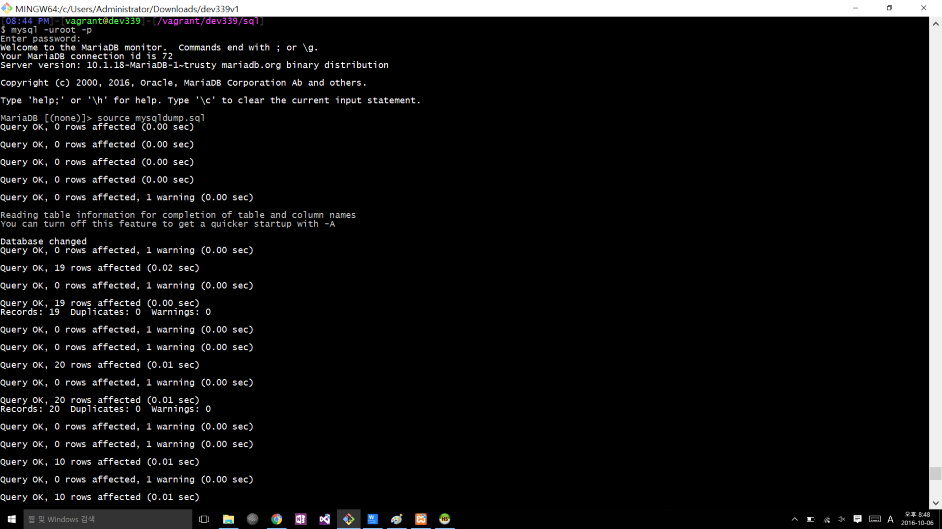 MINGW64:/c/Users/Administrator/Downloads/dev339v1
[08:44 PM]-[vagrant@dev339]-[/vagrant/dev339/sql]
$ mysql -uroot -p
Enter password:
Welcome to the MariaDB monitor.  Commands end with ; or \g.
Your MariaDB connection id is 72
Server version: 10.1.18-MariaDB-1~trusty mariadb.org binary distribution
Copyright (c) 2000, 2016, Oracle, MariaDB Corporation Ab and others.
Type 'help;' or '\h' for help. Type '\c' to clear the current input statement.
MariaDB [(none)]> source mysqldump.sql
Query OK, 0 rows affected (0.00 sec)
Query OK, 0 rows affected (0.00 sec)
Query OK, 0 rows affected (0.00 sec)
Query OK, 0 rows affected (0.00 sec)
Query OK, 0 rows affected, 1 warning (0.00 sec)
Reading table information for completion of table and column names
You can turn off this feature to get a quicker startup with -A
Database changed
Query OK, 0 rows affected, 1 warning (0.00 sec)
Query OK, 19 rows affected (0.02 sec)
Query OK, 0 rows affected, 1 warning (0.00 sec)
Query OK, 19 rows affected (0.00 sec)
Records: 19  Duplicates: 0  Warnings: 0
Query OK, 0 rows affected, 1 warning (0.00 sec)
Query OK, 0 rows affected, 1 warning (0.00 sec)
Query OK, 20 rows affected (0.01 sec)
Query OK, 0 rows affected, 1 warning (0.00 sec)
Query OK, 20 rows affected (0.01 sec)
Records: 20  Duplicates: 0  Warnings: 0
Query OK, 0 rows affected, 1 warning (0.00 sec)
Query OK, 0 rows affected, 1 warning (0.00 sec)
Query OK, 10 rows affected (0.01 sec)
Query OK, 0 rows affected, 1 warning (0.00 sec)
Query OK, 10 rows affected (0.01 sec)
웹 및 Windows 검색
A
오후 8:48
2016-10-06